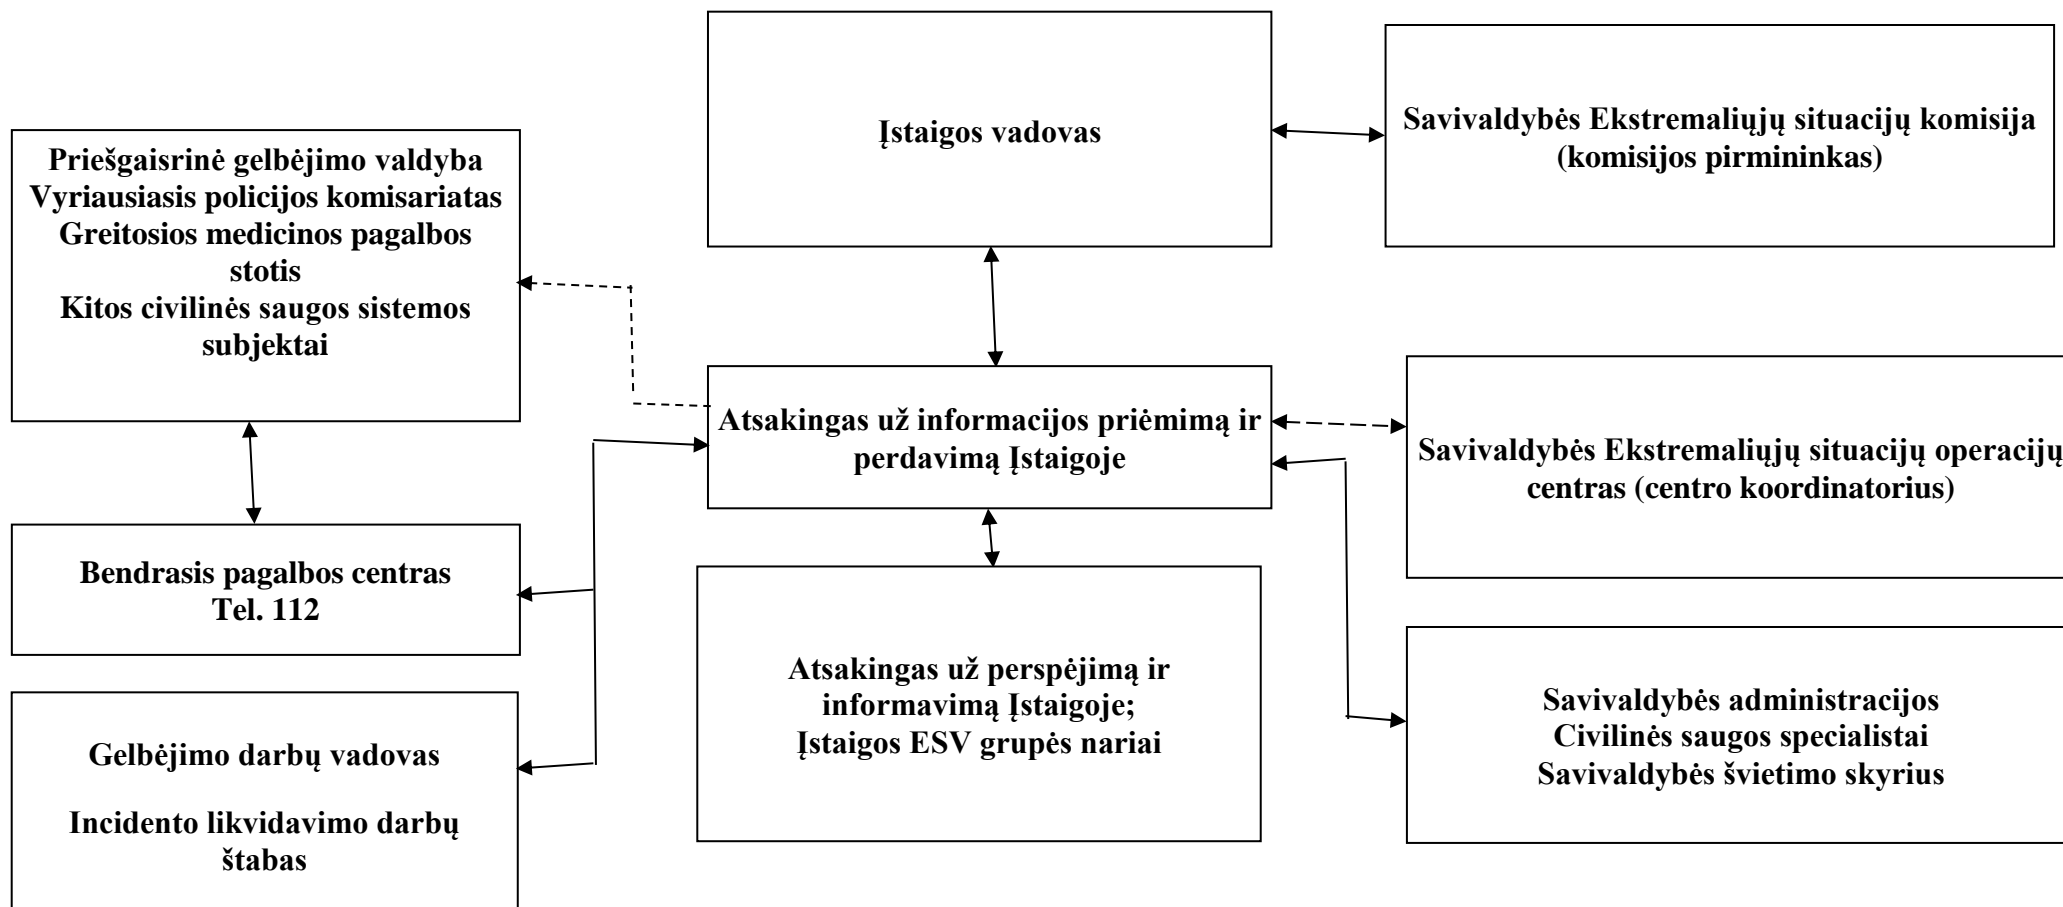 Įstaigos vadovas
Savivaldybės Ekstremaliųjų situacijų komisija
(komisijos pirmininkas)
Priešgaisrinė gelbėjimo valdyba
Vyriausiasis policijos komisariatas
Greitosios medicinos pagalbos
stotis
Kitos civilinės saugos sistemos
subjektai
Atsakingas už informacijos priėmimą ir
perdavimą Įstaigoje
Savivaldybės Ekstremaliųjų situacijų operacijų
centras (centro koordinatorius)
Bendrasis pagalbos centras
Tel. 112
Atsakingas už perspėjimą ir
informavimą Įstaigoje;
Įstaigos ESV grupės nariai
Savivaldybės administracijos
Civilinės saugos specialistai
Savivaldybės švietimo skyrius
Gelbėjimo darbų vadovas
Incidento likvidavimo darbų
štabas